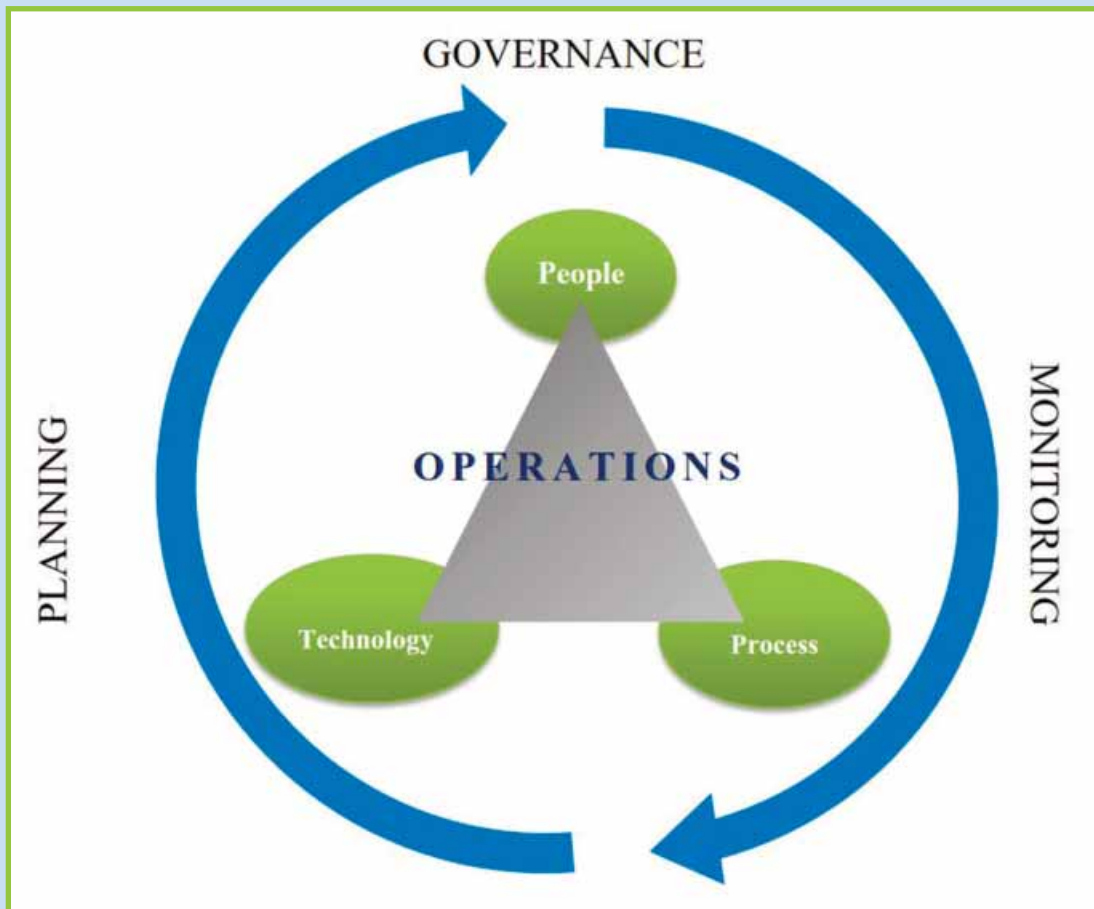 GOVERNANCE
People
PLANNING
OPERATIONS
MONITORING
Technology
Process